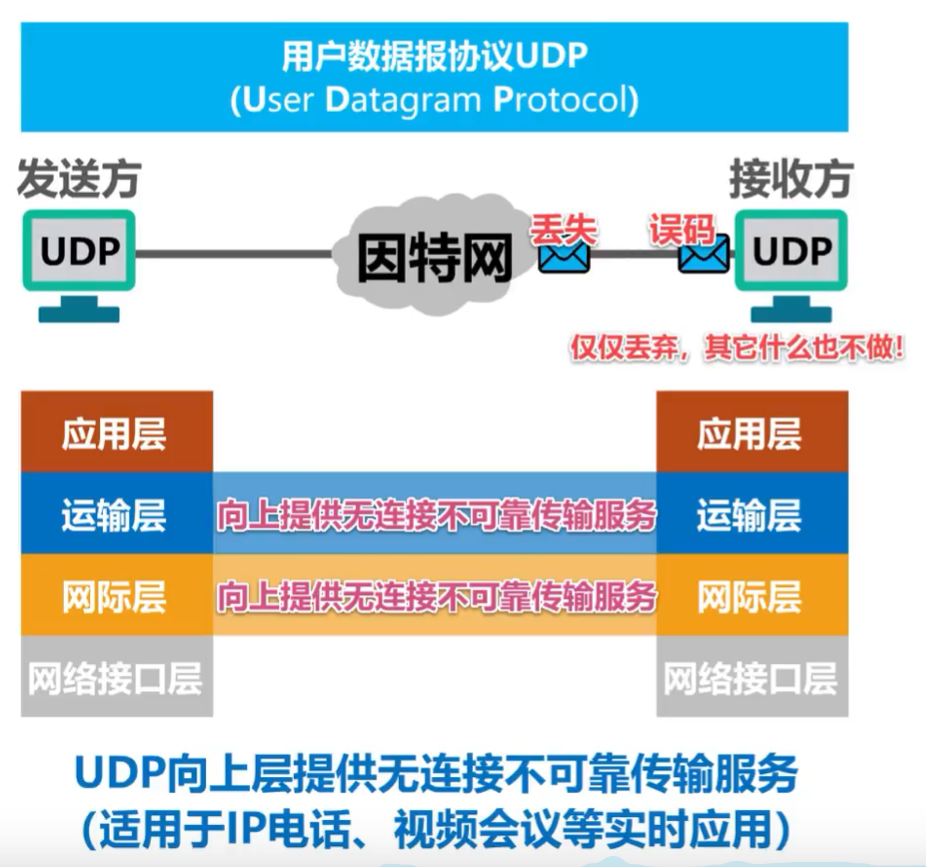 用户数据报协议UDP
(User Datagram Protocol)
发送方
接收方
UDP
因特网
丢失
误码
UDP
仅仅丢弃，其它什么也不做！
应用层
应用层
运输层
向上提供无连接不可靠传输服务
运输层
网际层
向上提供无连接不可靠传输服务
网际层
网络接口层
网络接口层
UDP向上层提供无连接不可靠传输服务
（适用于IP电话、视频会议等实时应用）